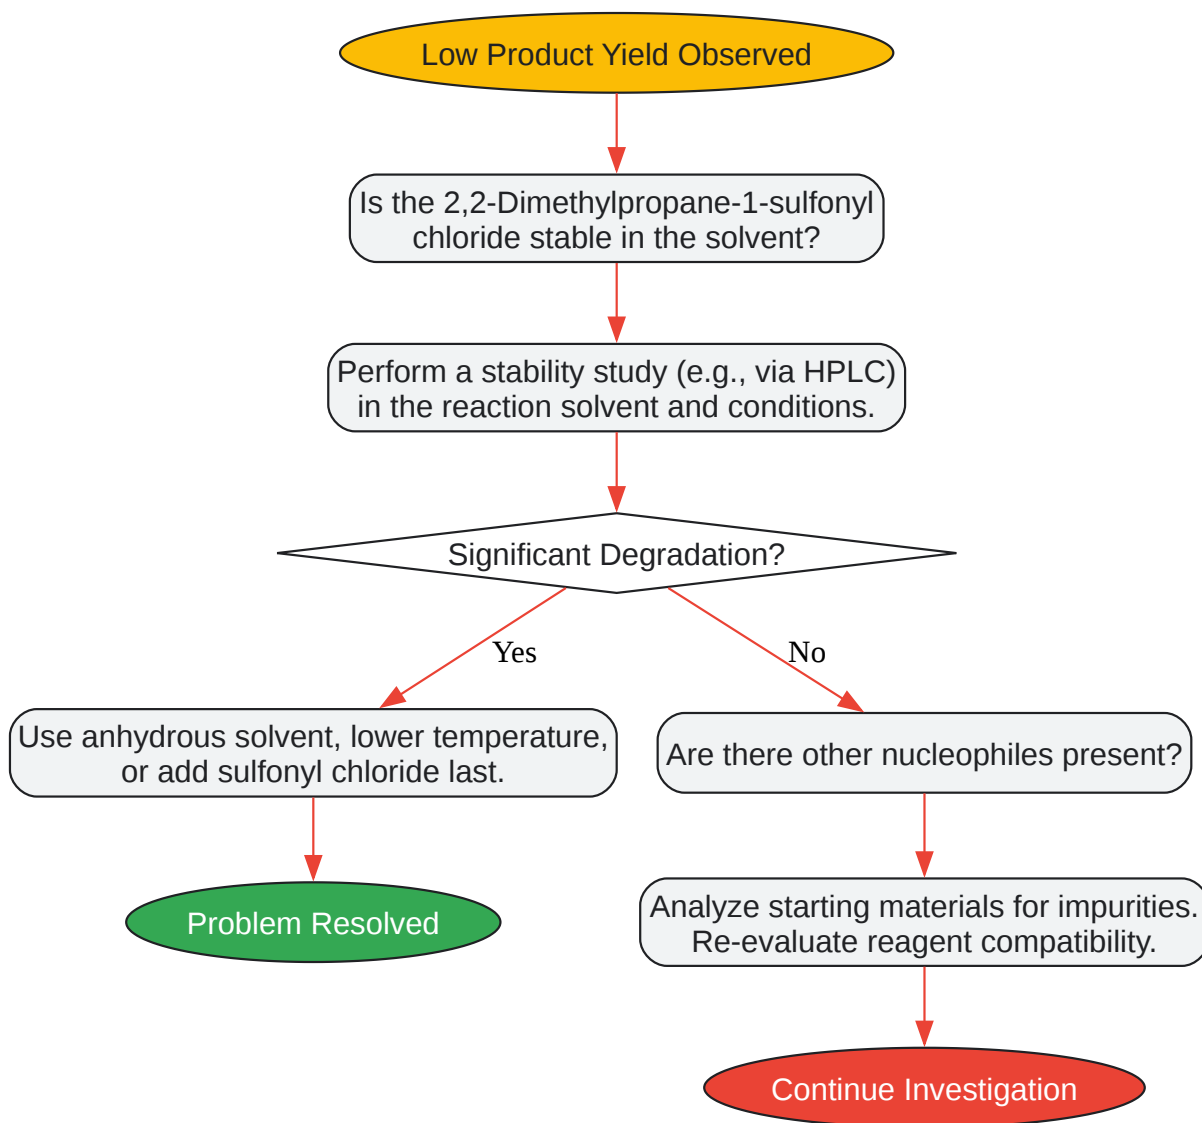 Low Product Yield Observed
Is the 2,2-Dimethylpropane-1-sulfonyl
chloride stable in the solvent?
Perform a stability study (e.g., via HPLC)
in the reaction solvent and conditions.
Significant Degradation?
Yes
No
Use anhydrous solvent, lower temperature,
or add sulfonyl chloride last.
Are there other nucleophiles present?
Problem Resolved
Analyze starting materials for impurities.
Re-evaluate reagent compatibility.
Continue Investigation